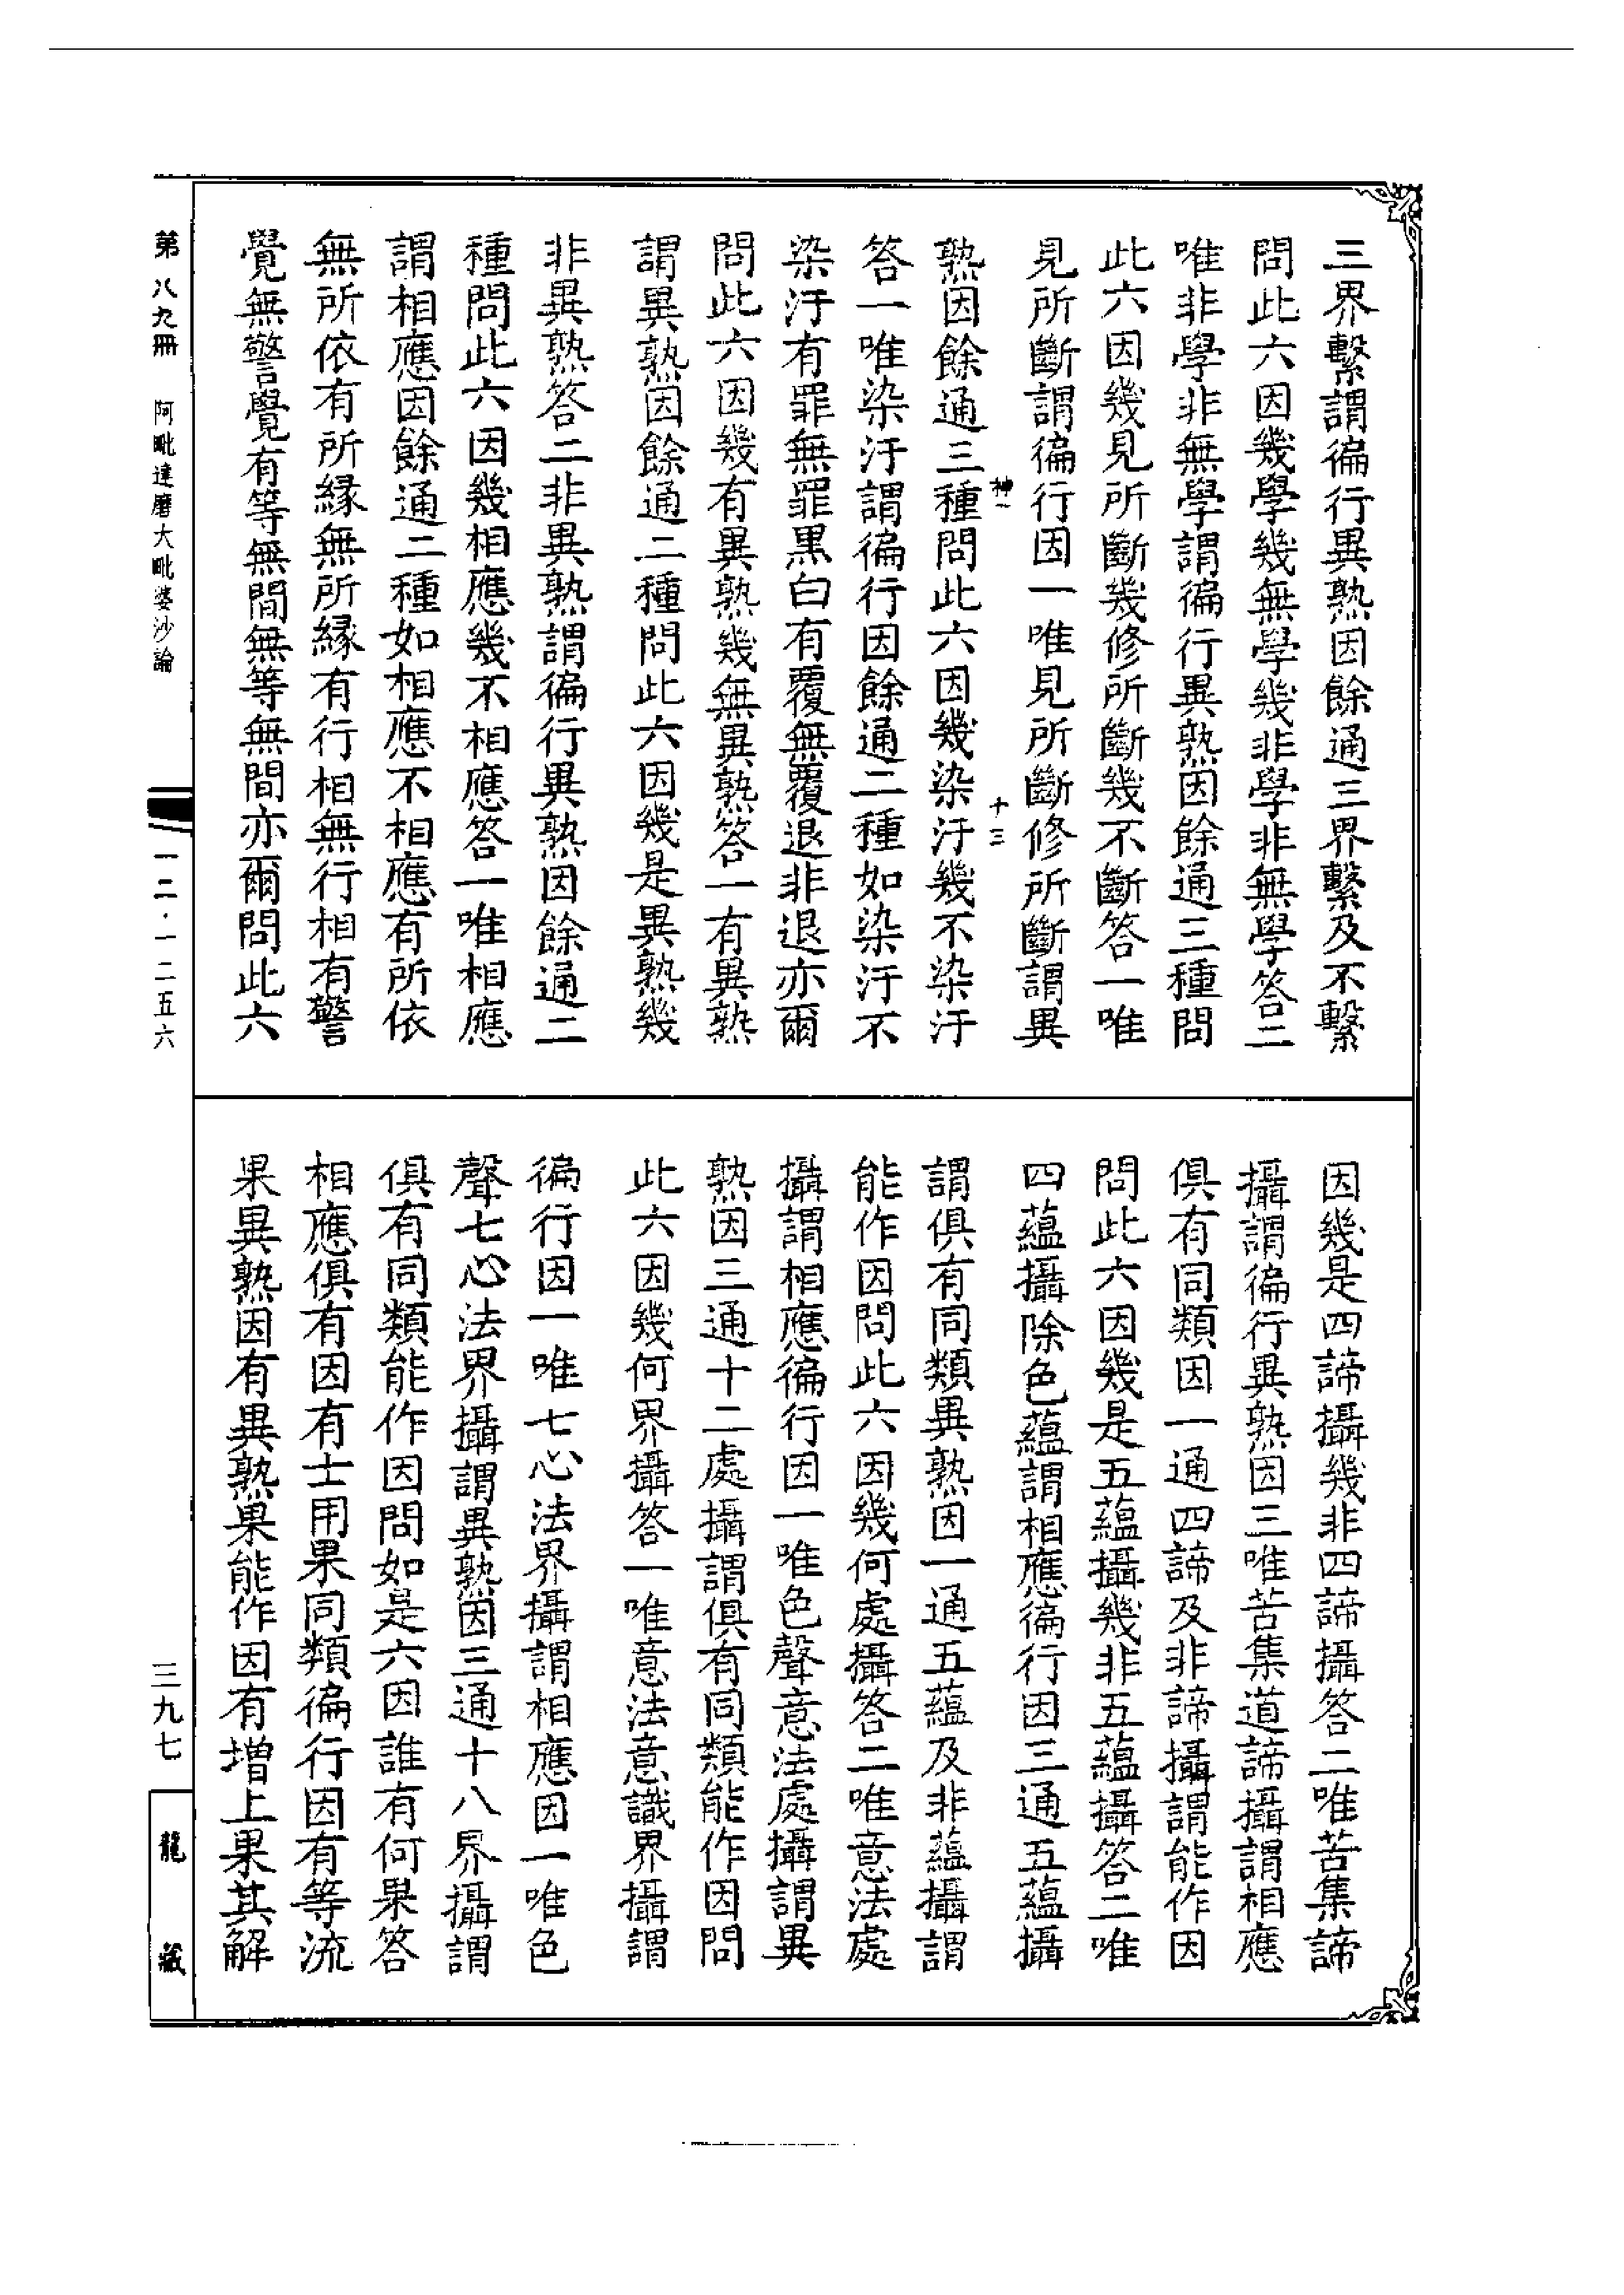 三界繫謂徧行異熟因餘通三界繫及不繫
問此六因幾學幾無學幾非學非無學答二
唯非學非無學謂徧行異熟因餘通三種問
此六因幾見所斷幾修所斷幾不斷答一唯
見所斷謂徧行因一唯見所斷修所斷謂異
十三
熟因餘通三種問此六因幾染汙幾不染汙
答一唯染汙謂徧行因餘通二種如染汙不
染汙有罪無罪黒白有覆無覆退非退亦爾
問此六因幾有異熟幾無異熟答一有異熟
謂異熟因餘通二種問此六因幾是異熟幾
非異熟答二非異熟謂徧行異熟因餘通二
種問此六因幾相應幾不相應答一唯相應
謂相應因餘通二種如相應不相應有所依
無所依有所緣無所緣有行相無行相有警
覺無警覺有等無間無等無間亦爾問此六
因幾是四諦攝幾非四諦攝答二唯苦集諦
攝謂徧行異熟因三唯苦集道諦攝謂相應
俱有同類因一通四諦及非諦攝謂能作因
問此六因幾是五蘊攝幾非五蘊攝答二唯
四蘊攝除色蘊謂相應徧行因三通五蘊攝
謂俱有同類異熟因一通五蘊及非蘊攝謂
能作因問此六因幾何處攝答二唯意法處
攝謂相應徧行因一唯色聲意法處攝謂異
熟因三通十二處攝謂俱有同類能作因問
此六因幾何界攝答一唯意法意識界攝謂
徧行因一唯七心法界攝謂相應因一唯色
聲七心法界攝謂異熟因三通十八界攝謂
俱有同類能作因問如是六因誰有何果答
相應俱有因有士用果同類徧行因有等流
果異熟因有異熟果能作因有增上果其解
第八九冊 阿毗達磨大毗婆沙論
一二·一二五六
三九七
龍藏